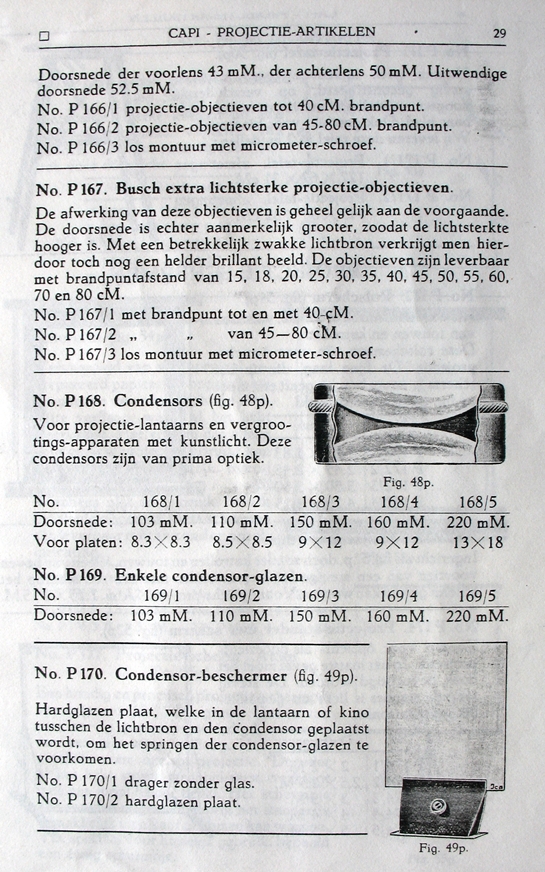 CAPI - PROJECTIE-ARTIKELEN 29
Doorsnede der voorlens 43 mM., der achterlens 50 mM. Uitwendige
doorsnede 52.5 mM.
No. P 166/1 projectie-objectieven tot 40 cM. brandpunt.
No. P 166/2 projectie-objectieven van 45-80 cM. brandpunt.
No. P 166/3 los montuur met micrometer-schroef.
No. P 167. Busch extra lichtsterke projectie-objectieven.
De afwerking van deze objectieven is geheel gelijk aan de voorgaande.
De doorsnede is echter aanmerkelijk grooter, zoodat de lichtsterkte
hooger is. Met een betrekkelijk zwakke lichtbron verkrijgt men hier-
door toch nog een helder brillant beeld. De objectieven zijn leverbaar
met brandpuntafstand van 15, 18, 20, 25, 30, 35, 40, 45, 50, 55, 60,
70 en 80 cM.
No. P 167/1 met brandpunt tot en met 40 cM.
No. P 167/2 „ „ van 45—80 cM.
No. P 167/3 los montuur met micrometer-schroef.
No. P 168. Condensors (fig. 48p).
Voor projectie-lantaarns en vergroo-
tings-apparaten met kunstlicht. Deze
condensors zijn van prima optiek.
Fig. 48p.
No. 168/1 168/2 168/3 168/4 168/5
Doorsnede: 103 mM. 110 mM. 150 mM. 160 mM. 220 mM.
Voor platen: 8.3×8.3 8.5×8.5 9×12 9×12 13×18
No. P 169. Enkele condensor-glazen.
No. 169/1 169/2 169/3 169/4 169/5
Doorsnede: 103 mM. 110 mM. 150 mM. 160 mM. 220 mM.
No. P 170. Condensor-beschermer (fig. 49p).
Hardglazen plaat, welke in de lantaarn of kino
tusschen de lichtbron en den condensor geplaatst
wordt, om het springen der condensor-glazen te
voorkomen.
No. P 170/1 drager zonder glas.
No. P 170/2 hardglazen plaat.
Ica
Fig. 49p.